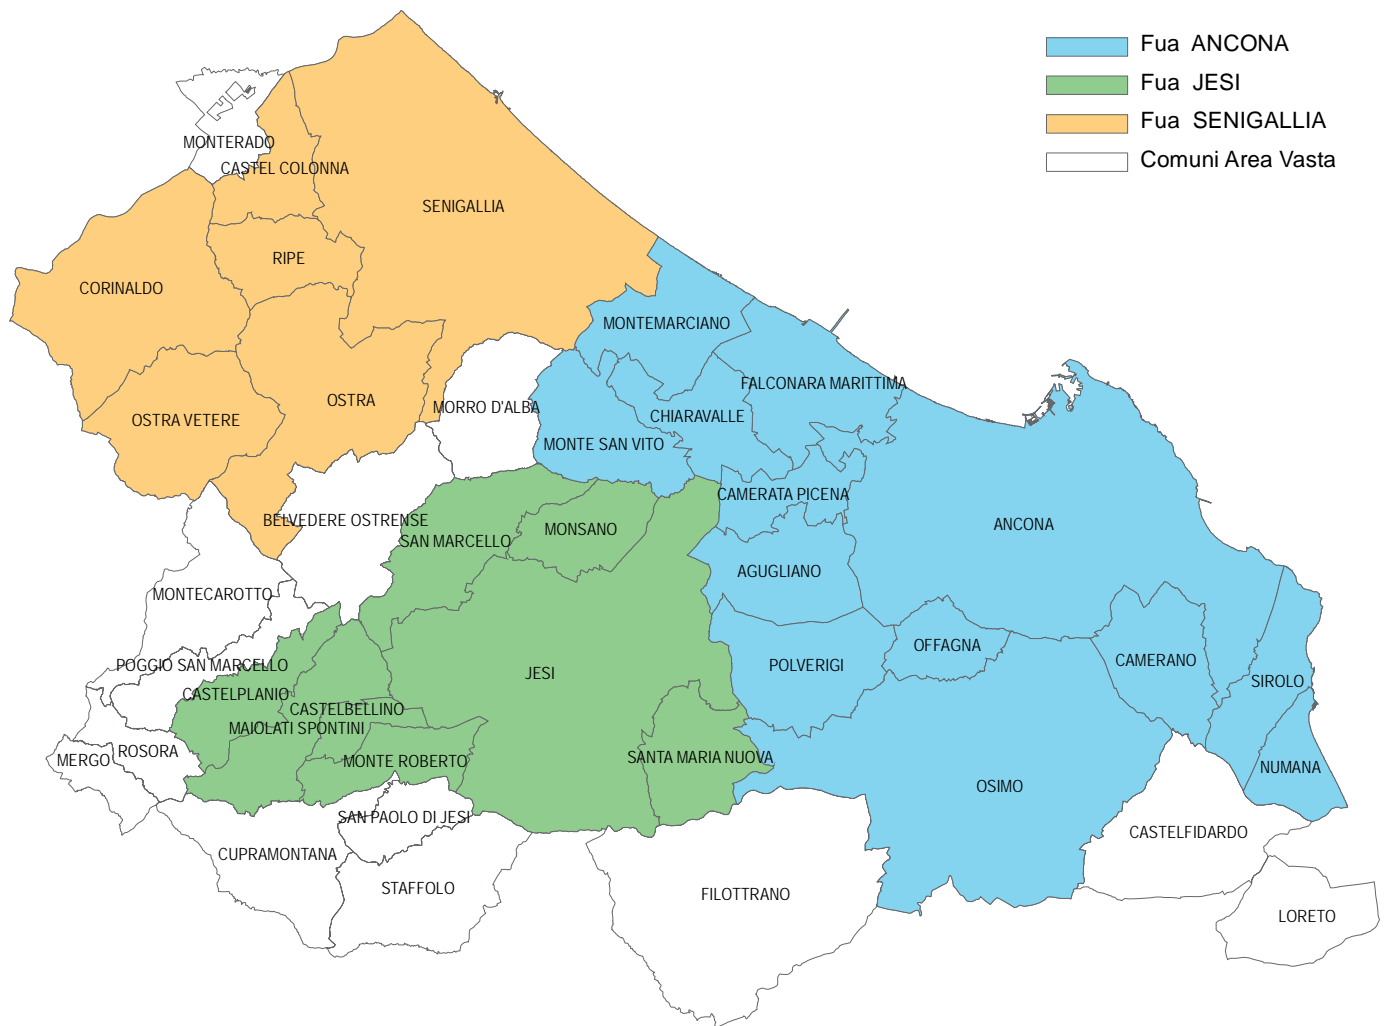 Fua ANCONA
Fua JESI
Fua SENIGALLIA
Comuni Area Vasta
MONTERADO
CASTEL COLONNA
SENIGALLIA
RIPE
CORINALDO
MONTEMARCIANO
FALCONARA MARITTIMA
OSTRA
MORRO D'ALBA
OSTRA VETERE
CHIARAVALLE
MONTE SAN VITO
CAMERATA PICENA
BELVEDERE OSTRENSE
ANCONA
MONSANO
SAN MARCELLO
AGUGLIANO
MONTECAROTTO
OFFAGNA
POGGIO SAN MARCELLO
POLVERIGI
CAMERANO
JESI
SIROLO
CASTELPLANIO
CASTELBELLINO
MAIOLATI SPONTINI
ROSORA
MERGO
MONTE ROBERTO
SANTA MARIA NUOVA
NUMANA
OSIMO
SAN PAOLO DI JESI
CASTELFIDARDO
CUPRAMONTANA
STAFFOLO
FILOTTRANO
LORETO